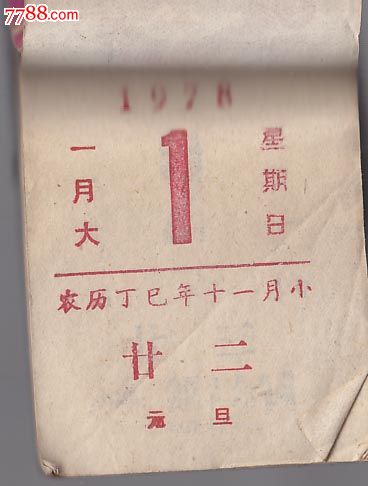 7788.com
1978
一月大
1
星期日
农历丁巳年十一月小
廿二
元旦